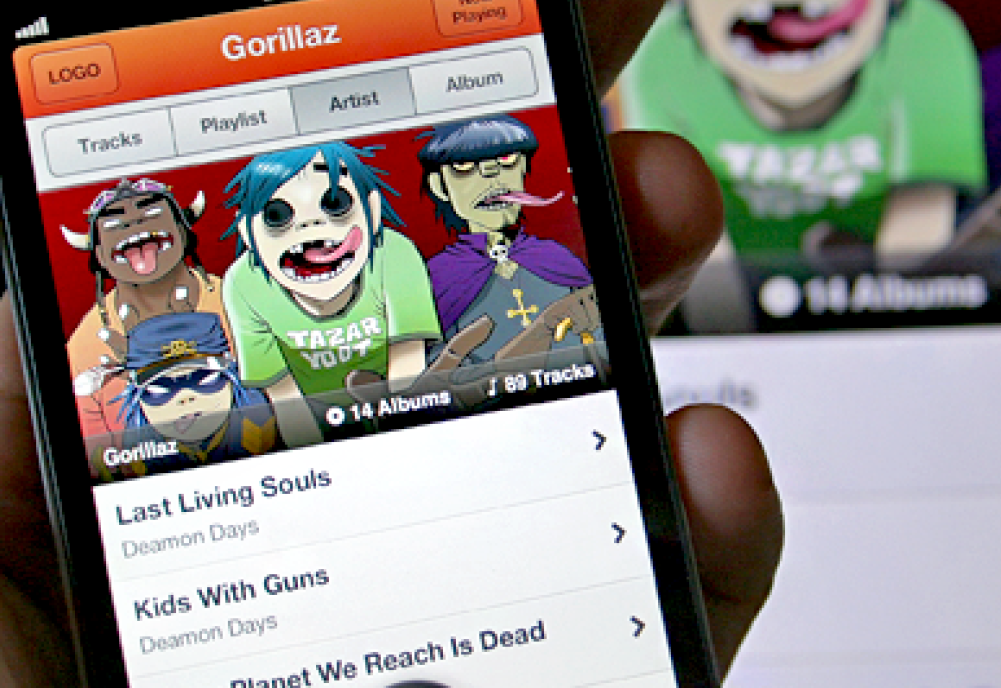 Gorillaz
Now
Playing
LOGO
Tracks
Playlist
Artist
Album
TAZAR
YOOT
Gorillaz
14 Albums
89 Tracks
Last Living Souls
Deamon Days
Kids With Guns
Deamon Days
Planet We Reach Is Dead
TAZAR
YOOT
14 Albums